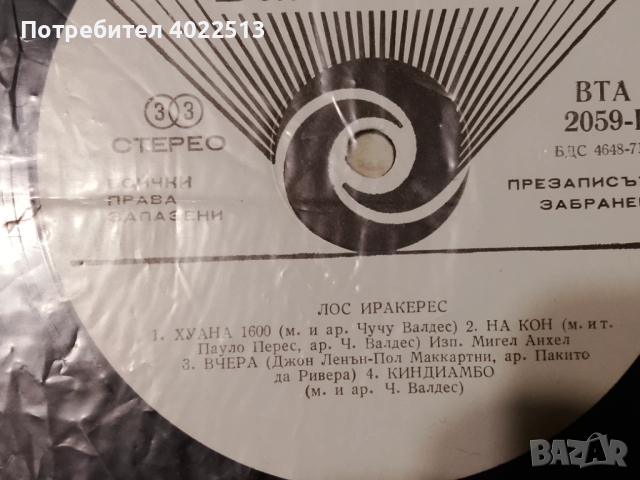 Потребител 4022513
33
СТЕРЕО
ВСИЧКИ
ПРАВА
ЗАПАЗЕНИ
ВТА
2059-
БДС 4648-7
ПРЕЗАПИСЪ
ЗАБРАНЕ
ЛОС ИРАКЕРЕС
1. ХУАНА 1600 (м. и ар. Чучу Валдес) 2. НА КОН (м. и т.
Пауло Перес, ар. Ч. Валдес) Изп. Мигел Анхел
3. ВЧЕРА (Джон Ленън-Пол Маккартни, ар. Пакито
да Ривера) 4. КИНДИАМБО
(м. и ар. Ч. Валдес)
BAZAR